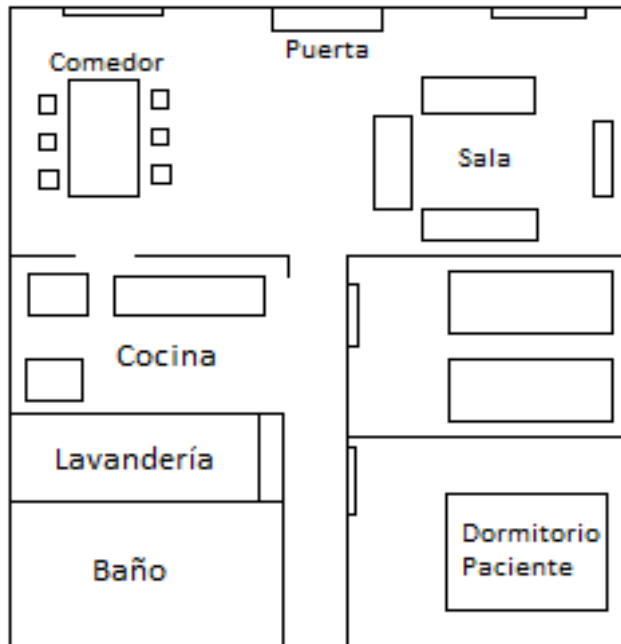 Puerta
Comedor
Sala
Cocina
Lavandería
Dormitorio
Paciente
Baño